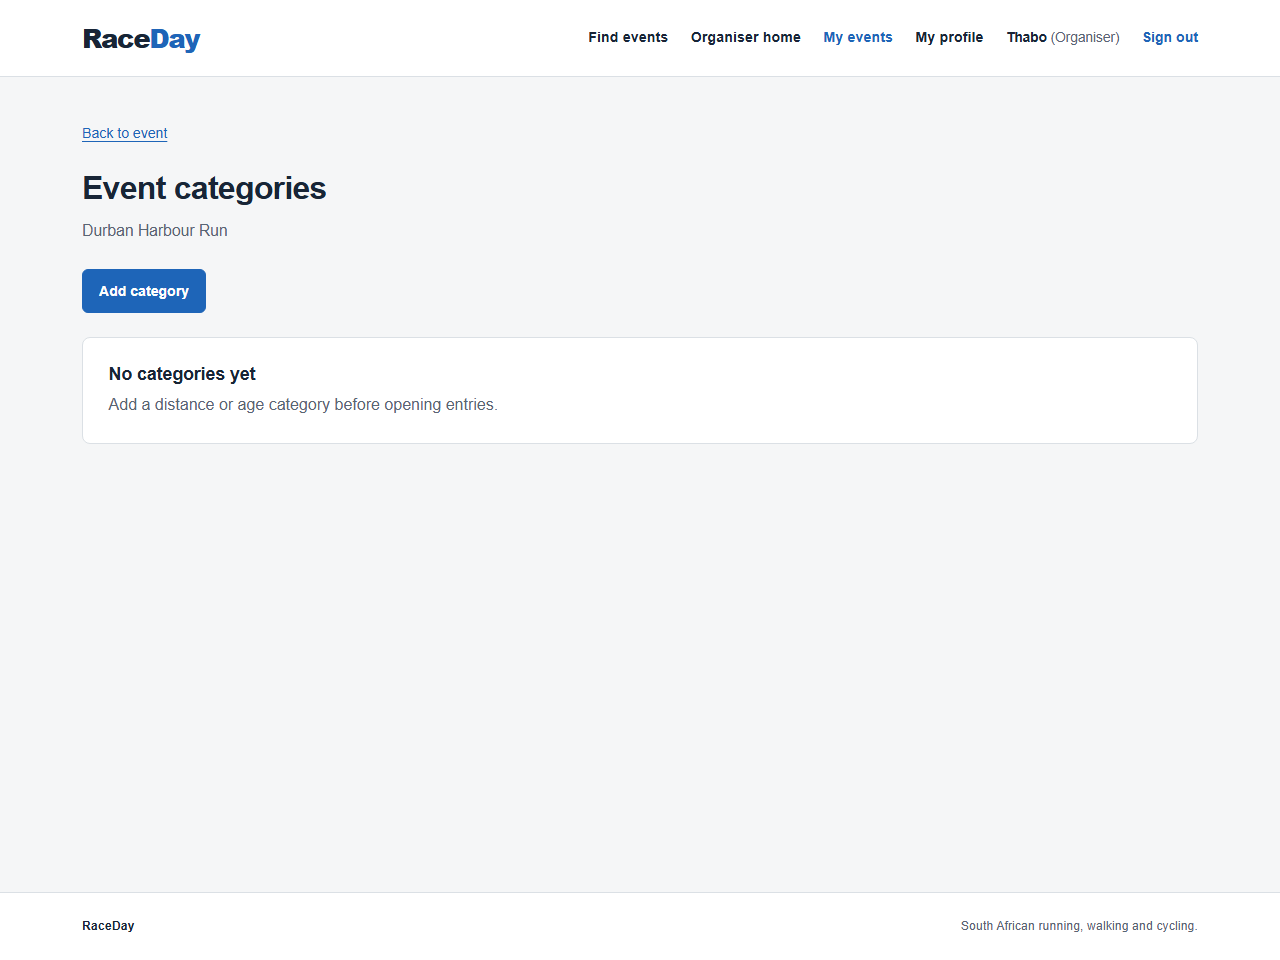 RaceDay
Find events
Organiser home
My events
My profile
Thabo (Organiser)
Sign out
Back to event
Event categories
Durban Harbour Run
Add category
No categories yet
Add a distance or age category before opening entries.
RaceDay
South African running, walking and cycling.